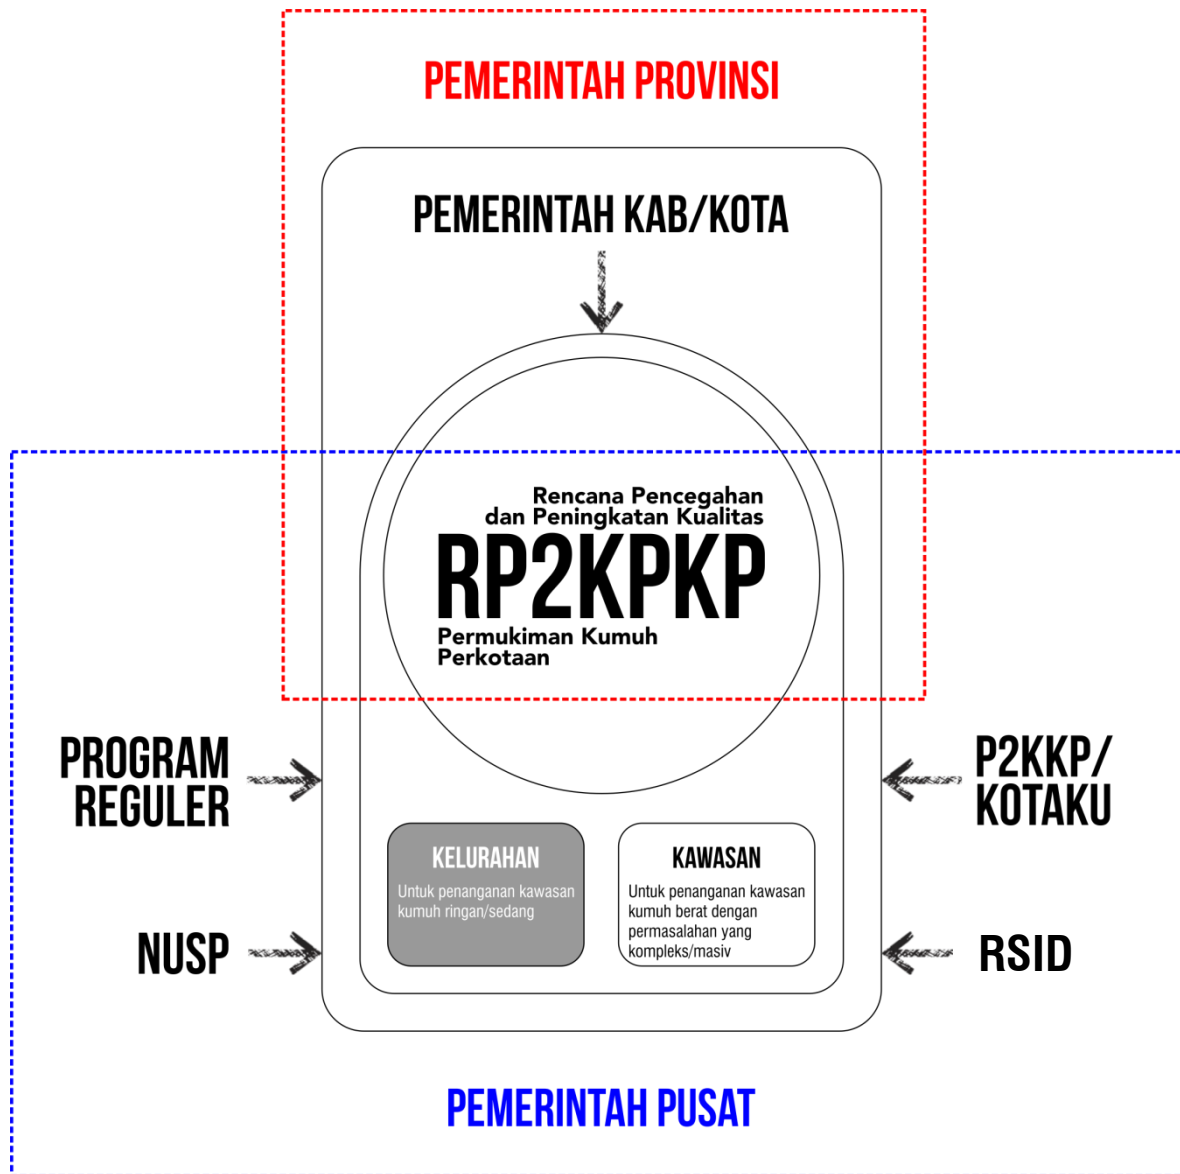 PEMERINTAH PROVINSI
PEMERINTAH KAB/KOTA
Rencana Pencegahan
dan Peningkatan Kualitas
RP2KPKP
Permukiman Kumuh
Perkotaan
PROGRAM
REGULER
P2KKP/
KOTAKU
KELURAHAN
Untuk penanganan kawasan
kumuh ringan/sedang
KAWASAN
Untuk penanganan kawasan
kumuh berat dengan
permasalahan yang
kompleks/masiv
NUSP
RSID
PEMERINTAH PUSAT